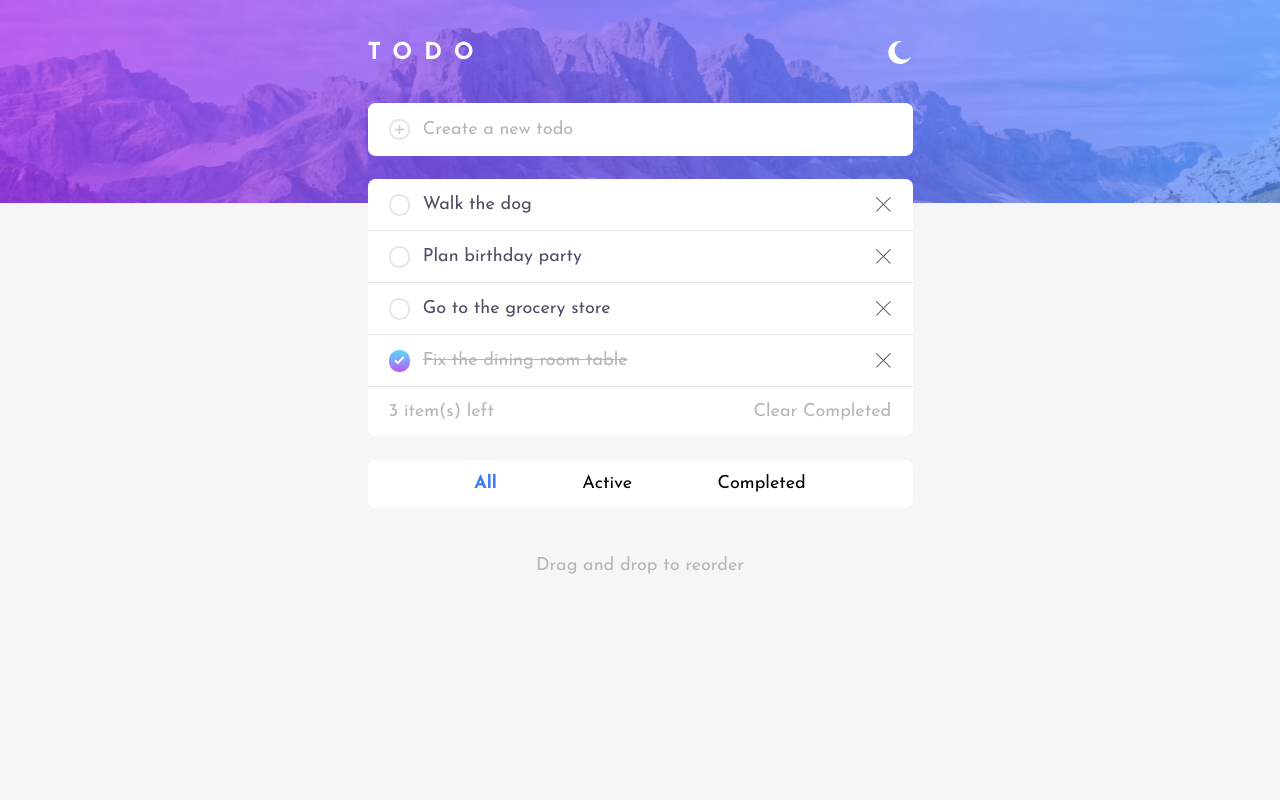 TODO
Create a new todo
Walk the dog
Plan birthday party
Go to the grocery store
Fix the dining room table
3 item(s) left Clear Completed
All Active Completed
Drag and drop to reorder